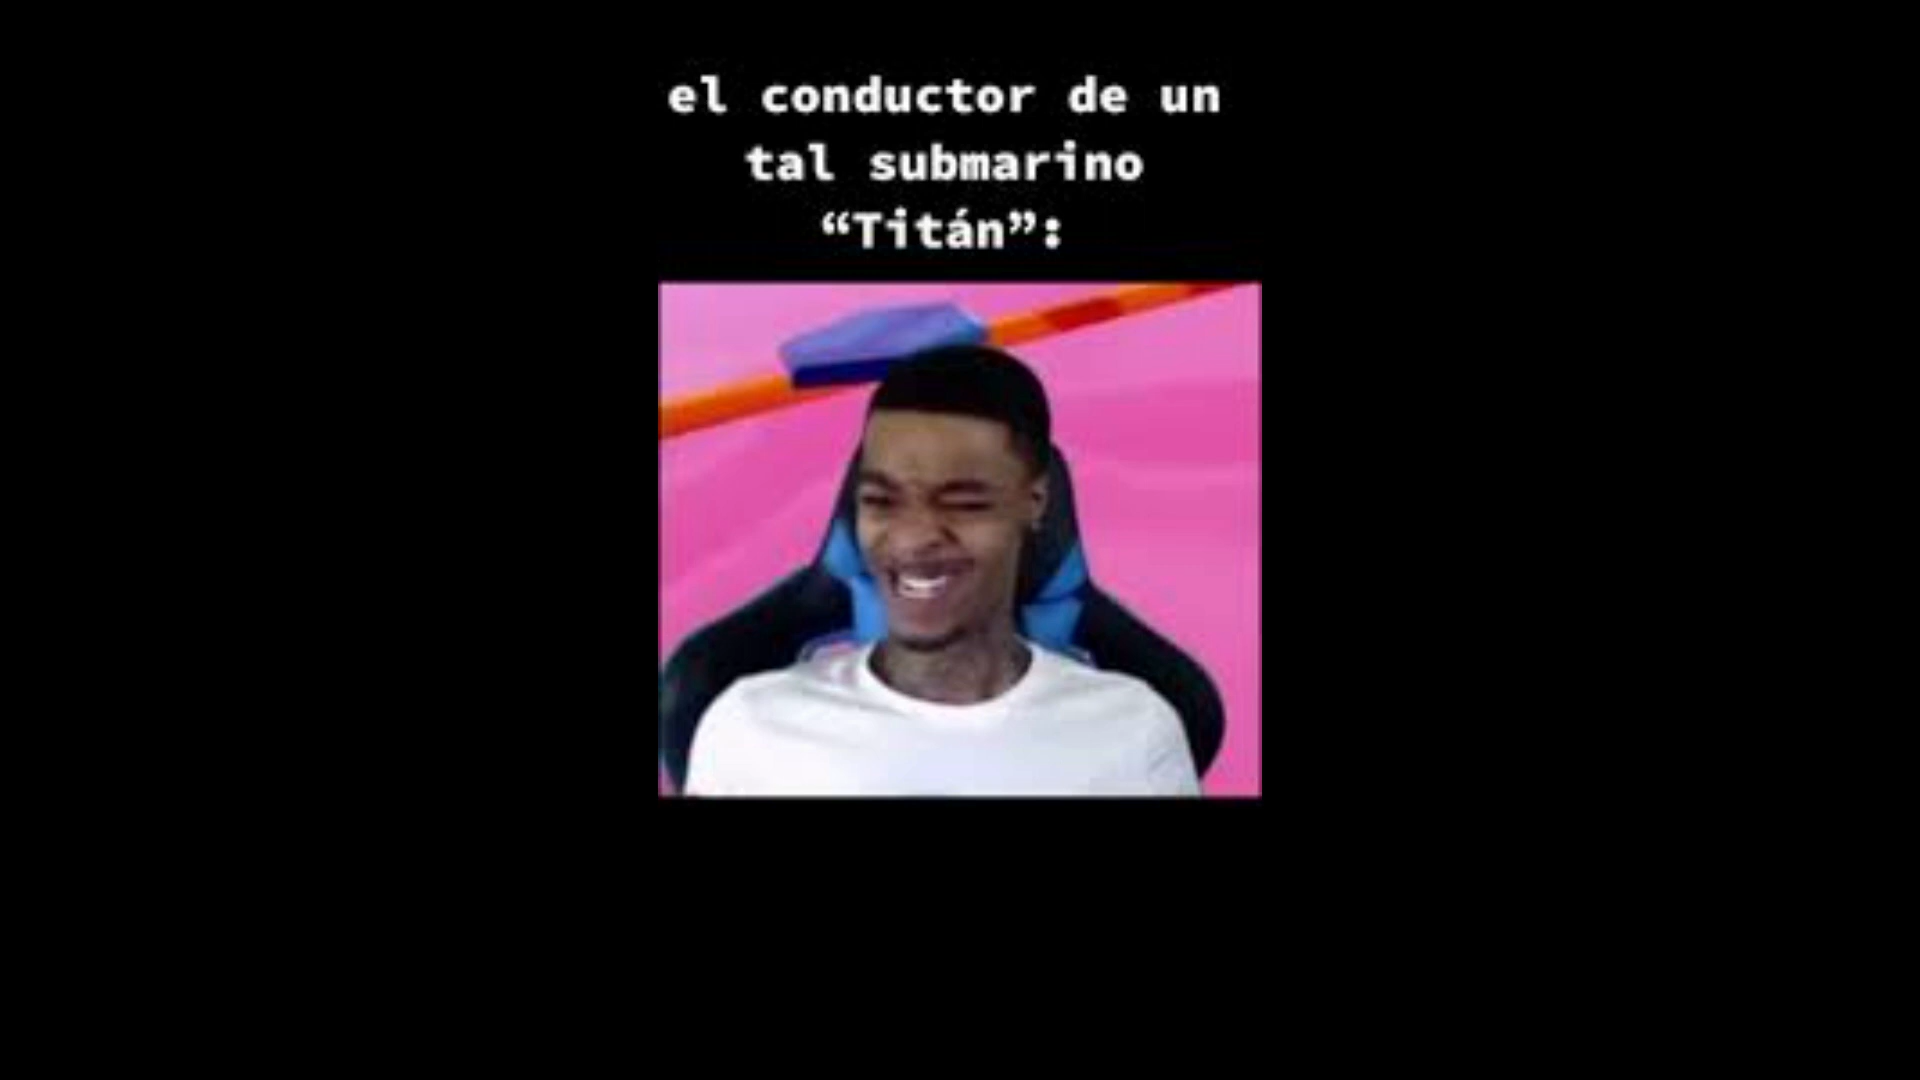 el conductor de un
tal submarino
“Titán”: